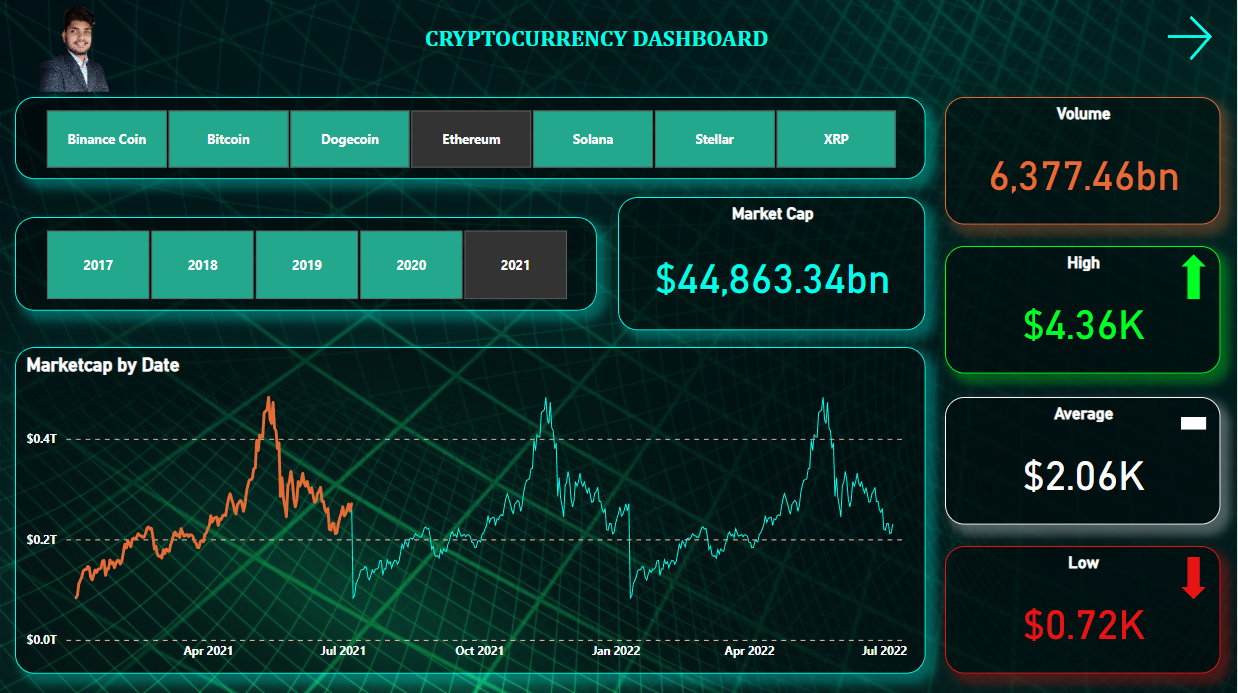 CRYPTOCURRENCY DASHBOARD
Binance Coin
Bitcoin
Dogecoin
Ethereum
Solana
Stellar
XRP
2017
2018
2019
2020
2021
Market Cap
$44,863.34bn
Volume
6,377.46bn
High
$4.36K
Average
$2.06K
Low
$0.72K
Marketcap by Date
$0.4T
$0.2T
$0.0T
Apr 2021
Jul 2021
Oct 2021
Jan 2022
Apr 2022
Jul 2022